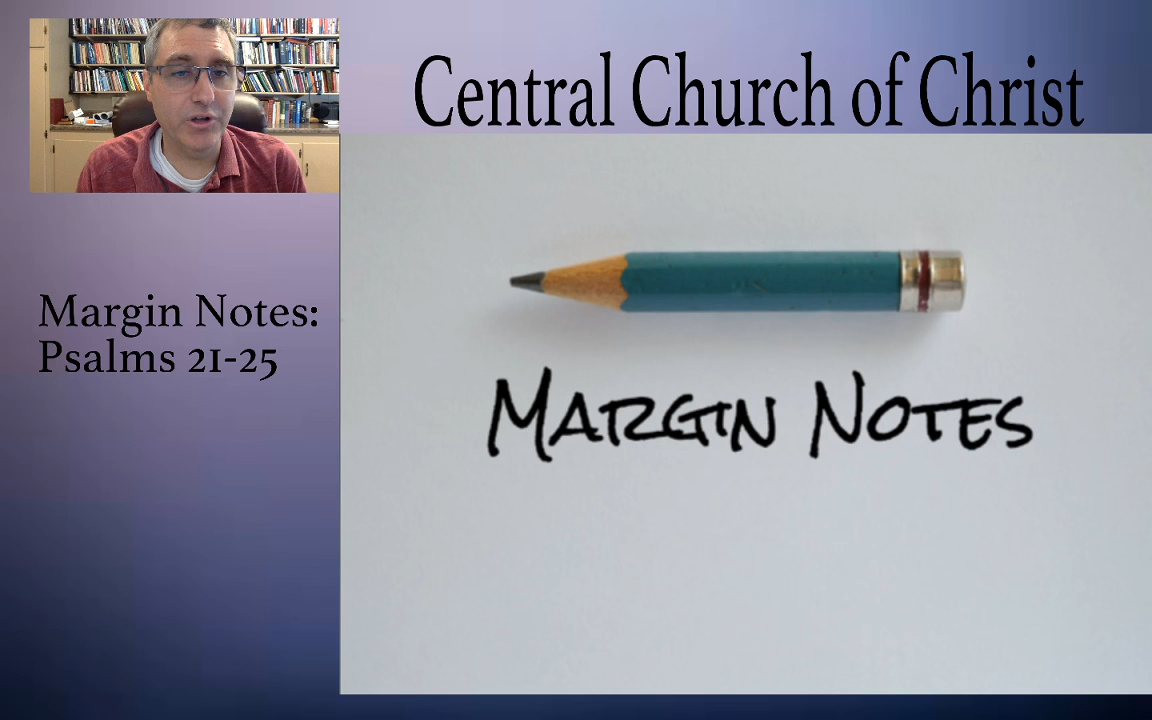 Central Church of Christ
Margin Notes:
Psalms 21-25
Margin Notes